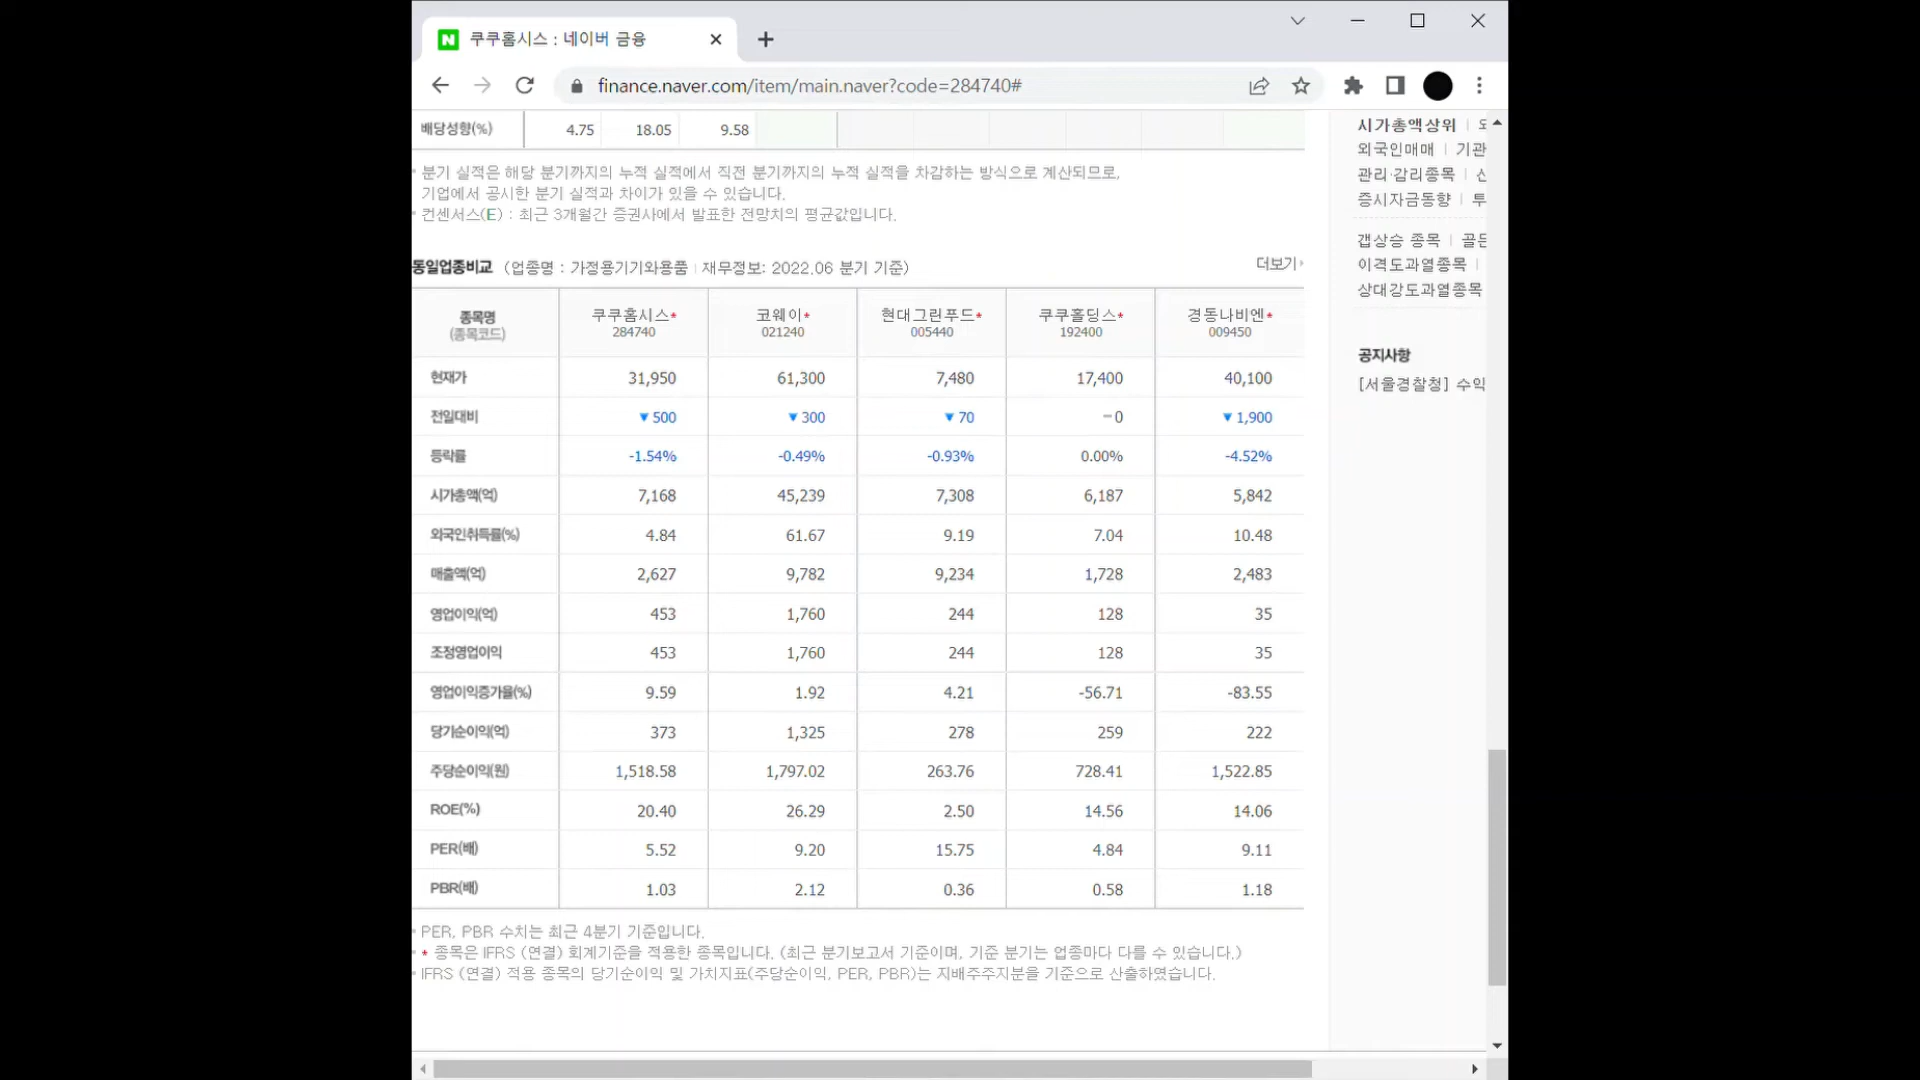 쿠쿠홈시스 : 네이버 금융
finance.naver.com/item/main.naver?code=284740#
배당성향(%) 4.75 18.05 9.58
분기 실적은 해당 분기까지의 누적 실적에서 직전 분기까지의 누적 실적을 차감하는 방식으로 계산되므로,
기업에서 공시한 분기 실적과 차이가 있을 수 있습니다.
컨센서스(E) : 최근 3개월간 증권사에서 발표한 전망치의 평균값입니다.
동일업종비교 (업종명 : 가정용기기와용품 | 재무정보: 2022.06 분기 기준)
더보기
종목명 쿠쿠홈시스* 코웨이* 현대그린푸드* 쿠쿠홀딩스* 경동나비엔*
(종목코드) 284740 021240 005440 192400 009450
현재가 31,950 61,300 7,480 17,400 40,100
전일대비 ▼500 ▼300 ▼70 －0 ▼1,900
등락률 -1.54% -0.49% -0.93% 0.00% -4.52%
시가총액(억) 7,168 45,239 7,308 6,187 5,842
외국인취득률(%) 4.84 61.67 9.19 7.04 10.48
매출액(억) 2,627 9,782 9,234 1,728 2,483
영업이익(억) 453 1,760 244 128 35
조정영업이익 453 1,760 244 128 35
영업이익증가율(%) 9.59 1.92 4.21 -56.71 -83.55
당기순이익(억) 373 1,325 278 259 222
주당순이익(원) 1,518.58 1,797.02 263.76 728.41 1,522.85
ROE(%) 20.40 26.29 2.50 14.56 14.06
PER(배) 5.52 9.20 15.75 4.84 9.11
PBR(배) 1.03 2.12 0.36 0.58 1.18
PER, PBR 수치는 최근 4분기 기준입니다.
* 종목은 IFRS (연결) 회계기준을 적용한 종목입니다. (최근 분기보고서 기준이며, 기준 분기는 업종마다 다를 수 있습니다.)
IFRS (연결) 적용 종목의 당기순이익 및 가치지표(주당순이익, PER, PBR)는 지배주주지분을 기준으로 산출하였습니다.
시가총액상위 |
외국인매매 | 기관
관리·감리종목 |
증시자금동향 | 투
갭상승 종목 | 골든
이격도과열종목 |
상대강도과열종목
공지사항
[서울경찰청] 수익